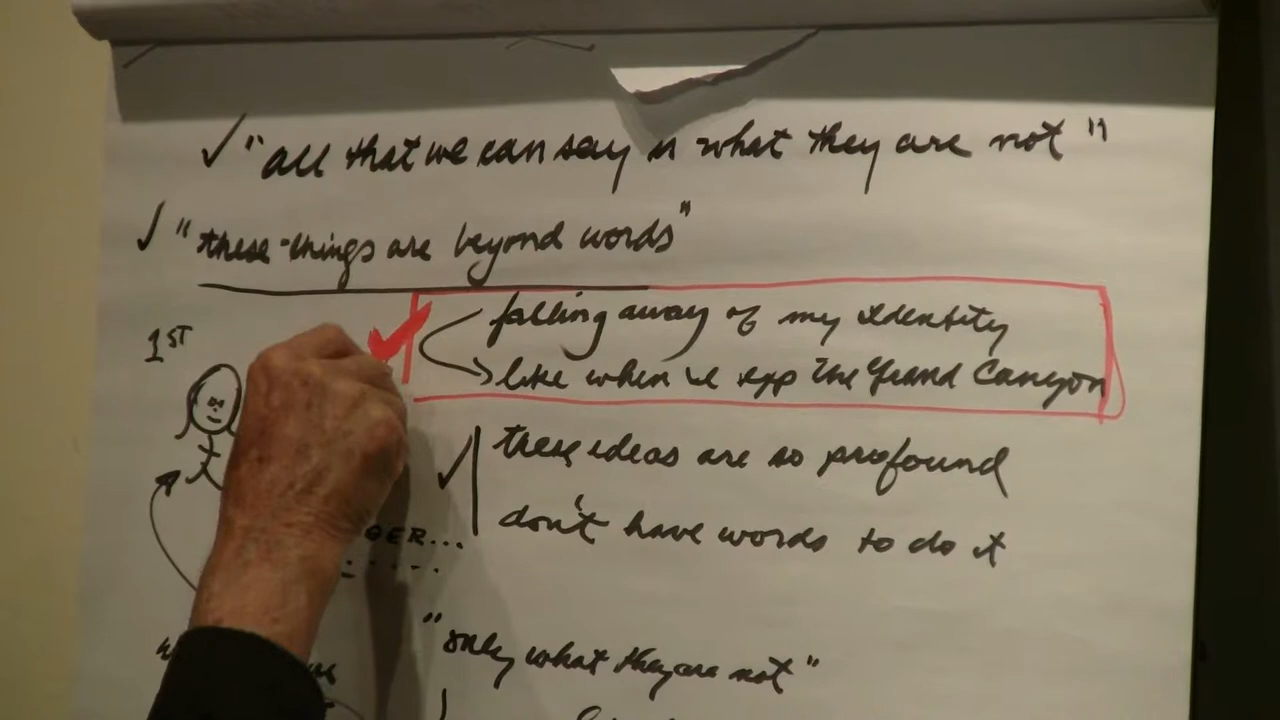 "all that we can say is what they are not"
"these things are beyond words"
1ST
falling away of my identity
like when we exp the Grand Canyon
these ideas are so profound
don't have words to do it
GER...
"only what they are not"